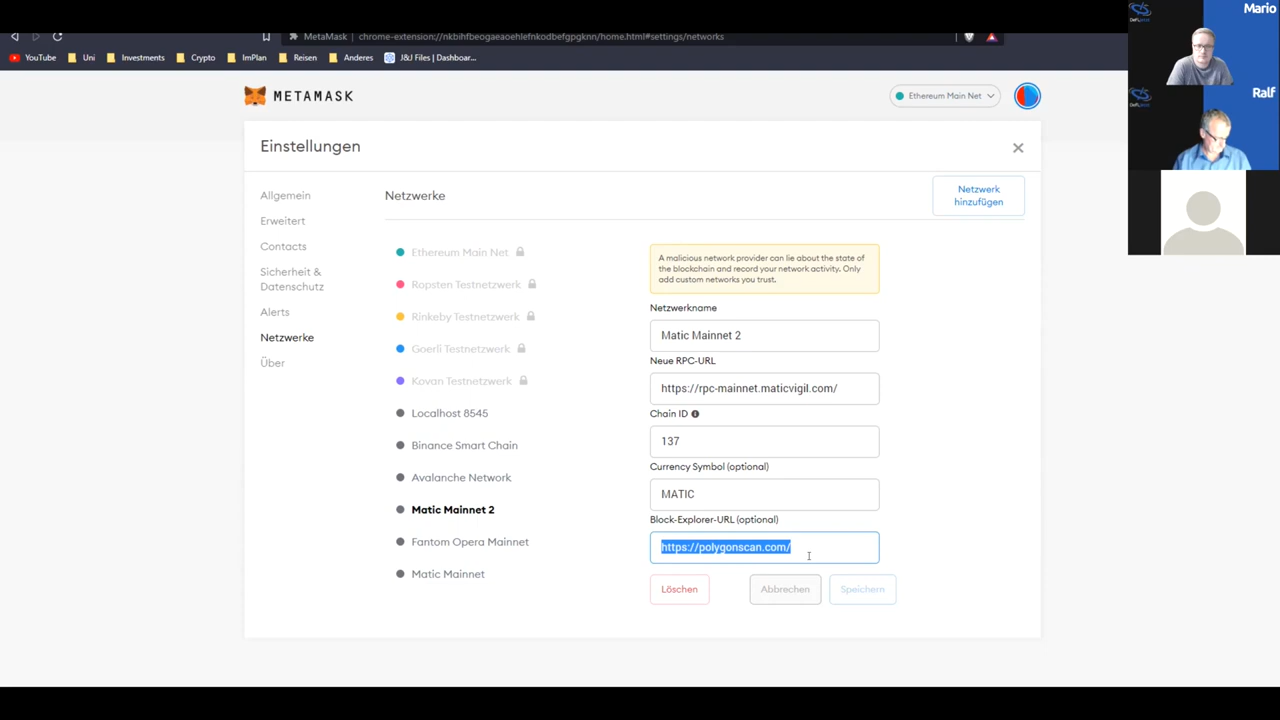 MetaMask
chrome-extension://nkbihfbeogaeaoehlefnkodbefgpgknn/home.html#settings/networks
YouTube
Uni
Investments
Crypto
ImPlan
Reisen
Anderes
J&J Files | Dashboar...
METAMASK
Ethereum Main Net
Einstellungen
Allgemein
Erweitert
Contacts
Sicherheit &
Datenschutz
Alerts
Netzwerke
Über
Netzwerke
Netzwerk
hinzufügen
Ethereum Main Net
Ropsten Testnetzwerk
Rinkeby Testnetzwerk
Goerli Testnetzwerk
Kovan Testnetzwerk
Localhost 8545
Binance Smart Chain
Avalanche Network
Matic Mainnet 2
Fantom Opera Mainnet
Matic Mainnet
A malicious network provider can lie about the state of
the blockchain and record your network activity. Only
add custom networks you trust.
Netzwerkname
Matic Mainnet 2
Neue RPC-URL
https://rpc-mainnet.maticvigil.com/
Chain ID
137
Currency Symbol (optional)
MATIC
Block-Explorer-URL (optional)
https://polygonscan.com/
Löschen
Abbrechen
Speichern
Mario
Ralf